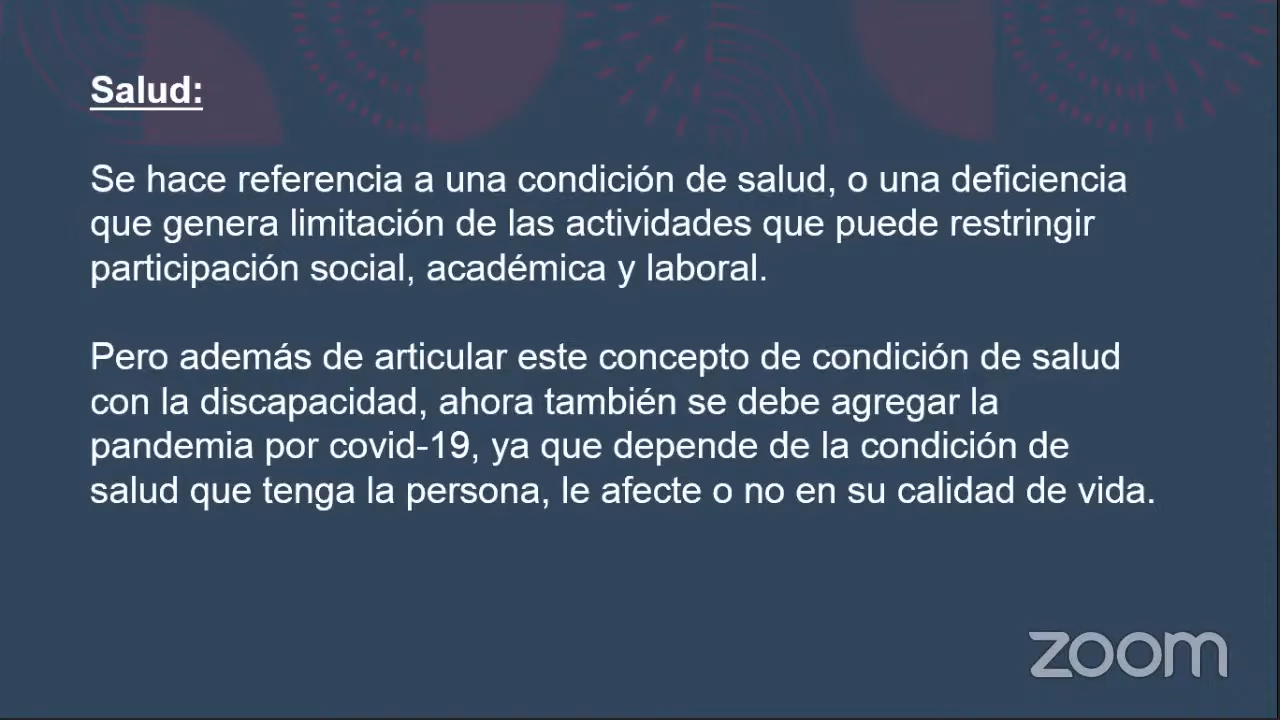 Salud:
Se hace referencia a una condición de salud, o una deficiencia
que genera limitación de las actividades que puede restringir
participación social, académica y laboral.
Pero además de articular este concepto de condición de salud
con la discapacidad, ahora también se debe agregar la
pandemia por covid-19, ya que depende de la condición de
salud que tenga la persona, le afecte o no en su calidad de vida.
zoom